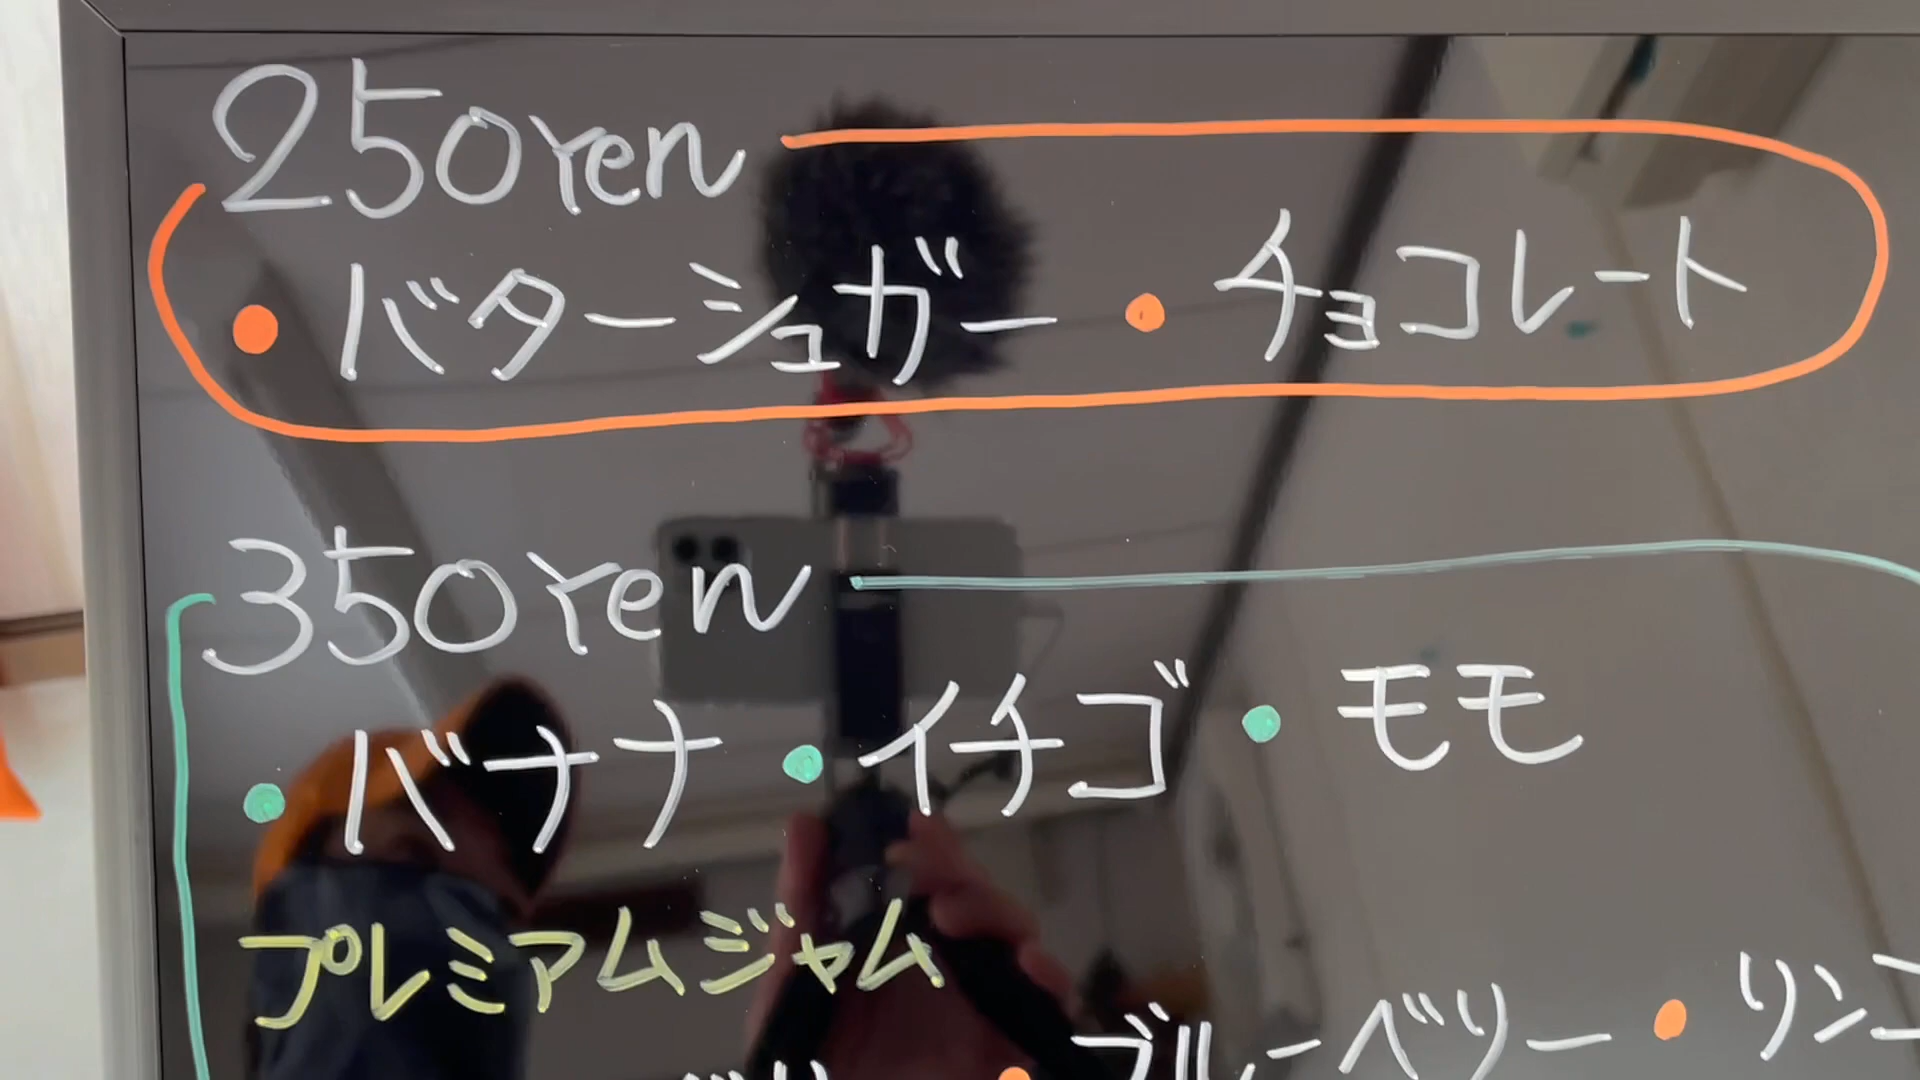 250Yen
・バターシュガー ・チョコレート
350Yen
・バナナ ・イチゴ ・モモ
プレミアムジャム
ブルーベリー ・リン